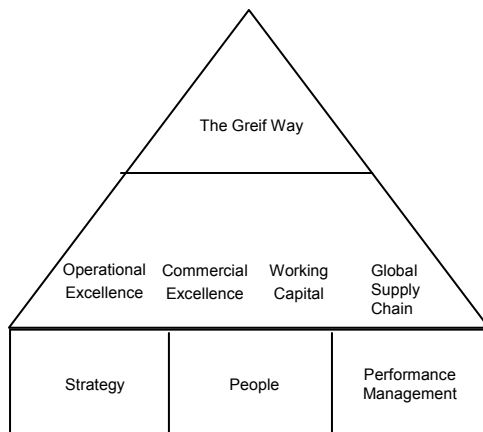 The Greif Way
Operational
Excellence
Commercial
Excellence
Working
Capital
Global
Supply
Chain
Strategy
People
Performance
Management